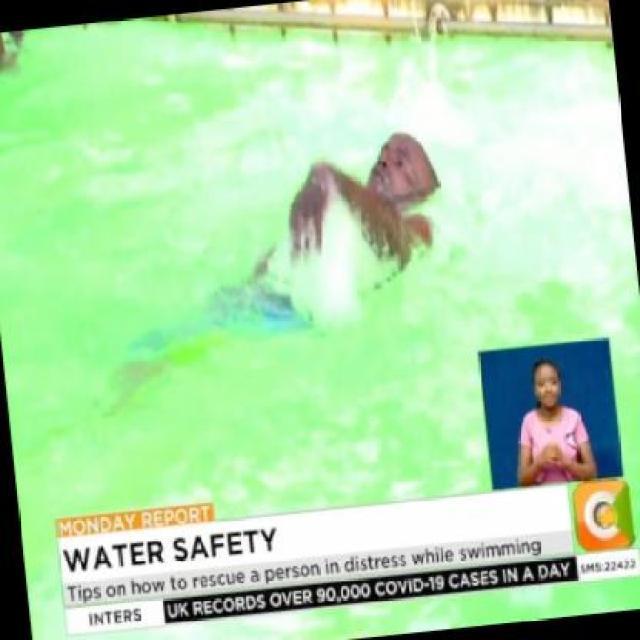 MONDAY REPORT
WATER SAFETY
Tips on how to rescue a person in distress while swimming
INTERS UK RECORDS OVER 90,000 COVID-19 CASES IN A DAY SMS:22422